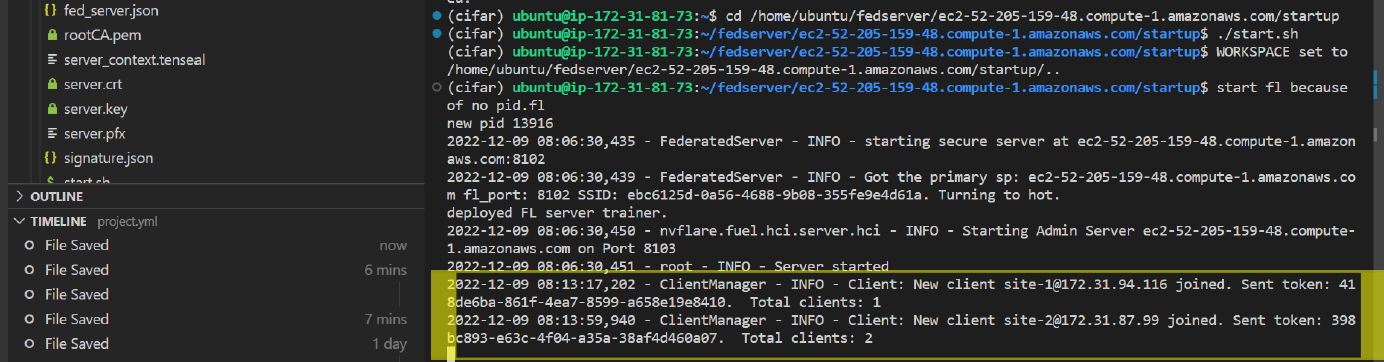 fed_server.json
rootCA.pem
server_context.tenseal
server.crt
server.key
server.pfx
signature.json
start.sh
OUTLINE
TIMELINE project.yml
File Saved now
File Saved 6 mins
File Saved
File Saved 7 mins
File Saved 1 day
(cifar) ubuntu@ip-172-31-81-73:~$ cd /home/ubuntu/fedserver/ec2-52-205-159-48.compute-1.amazonaws.com/startup
(cifar) ubuntu@ip-172-31-81-73:~/fedserver/ec2-52-205-159-48.compute-1.amazonaws.com/startup$ ./start.sh
(cifar) ubuntu@ip-172-31-81-73:~/fedserver/ec2-52-205-159-48.compute-1.amazonaws.com/startup$ WORKSPACE set to
/home/ubuntu/fedserver/ec2-52-205-159-48.compute-1.amazonaws.com/startup/..
(cifar) ubuntu@ip-172-31-81-73:~/fedserver/ec2-52-205-159-48.compute-1.amazonaws.com/startup$ start fl because
of no pid.fl
new pid 13916
2022-12-09 08:06:30,435 - FederatedServer - INFO - starting secure server at ec2-52-205-159-48.compute-1.amazon
aws.com:8102
2022-12-09 08:06:30,439 - FederatedServer - INFO - Got the primary sp: ec2-52-205-159-48.compute-1.amazonaws.co
m fl_port: 8102 SSID: ebc6125d-0a56-4688-9b08-355fe9e4d61a. Turning to hot.
deployed FL server trainer.
2022-12-09 08:06:30,450 - nvflare.fuel.hci.server.hci - INFO - Starting Admin Server ec2-52-205-159-48.compute-
1.amazonaws.com on Port 8103
2022-12-09 08:06:30,451 - root - INFO - Server started
2022-12-09 08:13:17,202 - ClientManager - INFO - Client: New client site-1@172.31.94.116 joined. Sent token: 41
8de6ba-861f-4ea7-8599-a658e19e8410.  Total clients: 1
2022-12-09 08:13:59,940 - ClientManager - INFO - Client: New client site-2@172.31.87.99 joined. Sent token: 398
bc893-e63c-4f04-a35a-38af4d460a07.  Total clients: 2